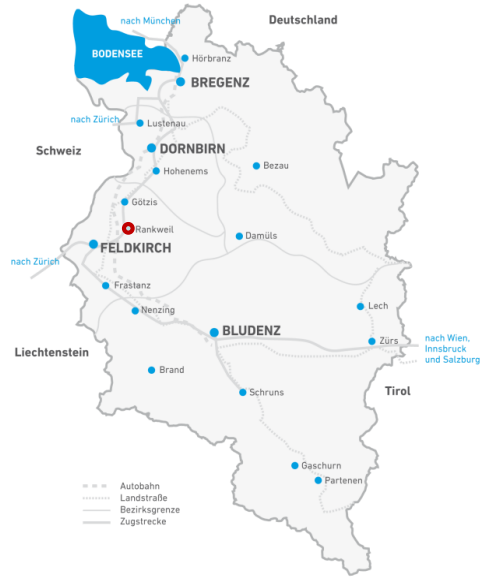 Deutschland
nach München
BODENSEE
Hörbranz
BREGENZ
nach Zürich
Lustenau
Schweiz
DORNBIRN
Bezau
Hohenems
Götzis
Rankweil
Damüls
FELDKIRCH
nach Zürich
Frastanz
Lech
Nenzing
BLUDENZ
Zürs
nach Wien,
Innsbruck
und Salzburg
Liechtenstein
Brand
Tirol
Schruns
Gaschurn
Partenen
Autobahn
Landstraße
Bezirksgrenze
Zugstrecke